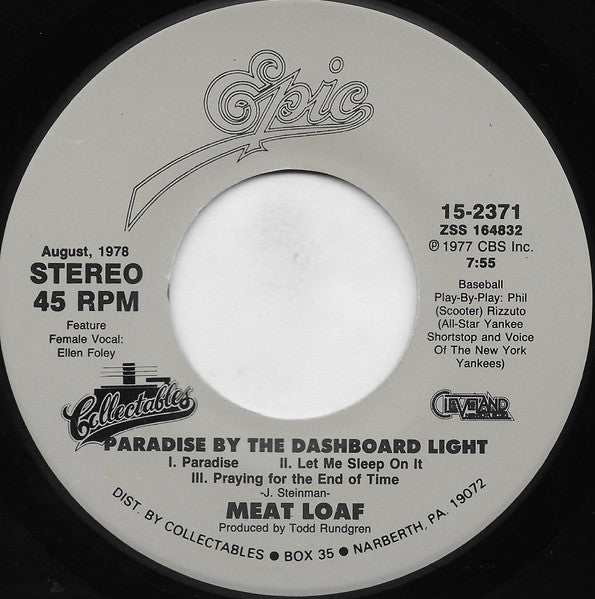 Epic
August, 1978
STEREO
45 RPM
Feature
Female Vocal:
Ellen Foley
15-2371
ZSS 164832
℗ 1977 CBS Inc.
7:55
Baseball
Play-By-Play: Phil
(Scooter) Rizzuto
(All-Star Yankee
Shortstop and Voice
Of The New York
Yankees)
Collectables
CLEVELAND
PARADISE BY THE DASHBOARD LIGHT
I. Paradise II. Let Me Sleep On It
III. Praying for the End of Time
-J. Steinman-
MEAT LOAF
Produced by Todd Rundgren
DIST. BY COLLECTABLES ● BOX 35 ● NARBERTH, PA. 19072